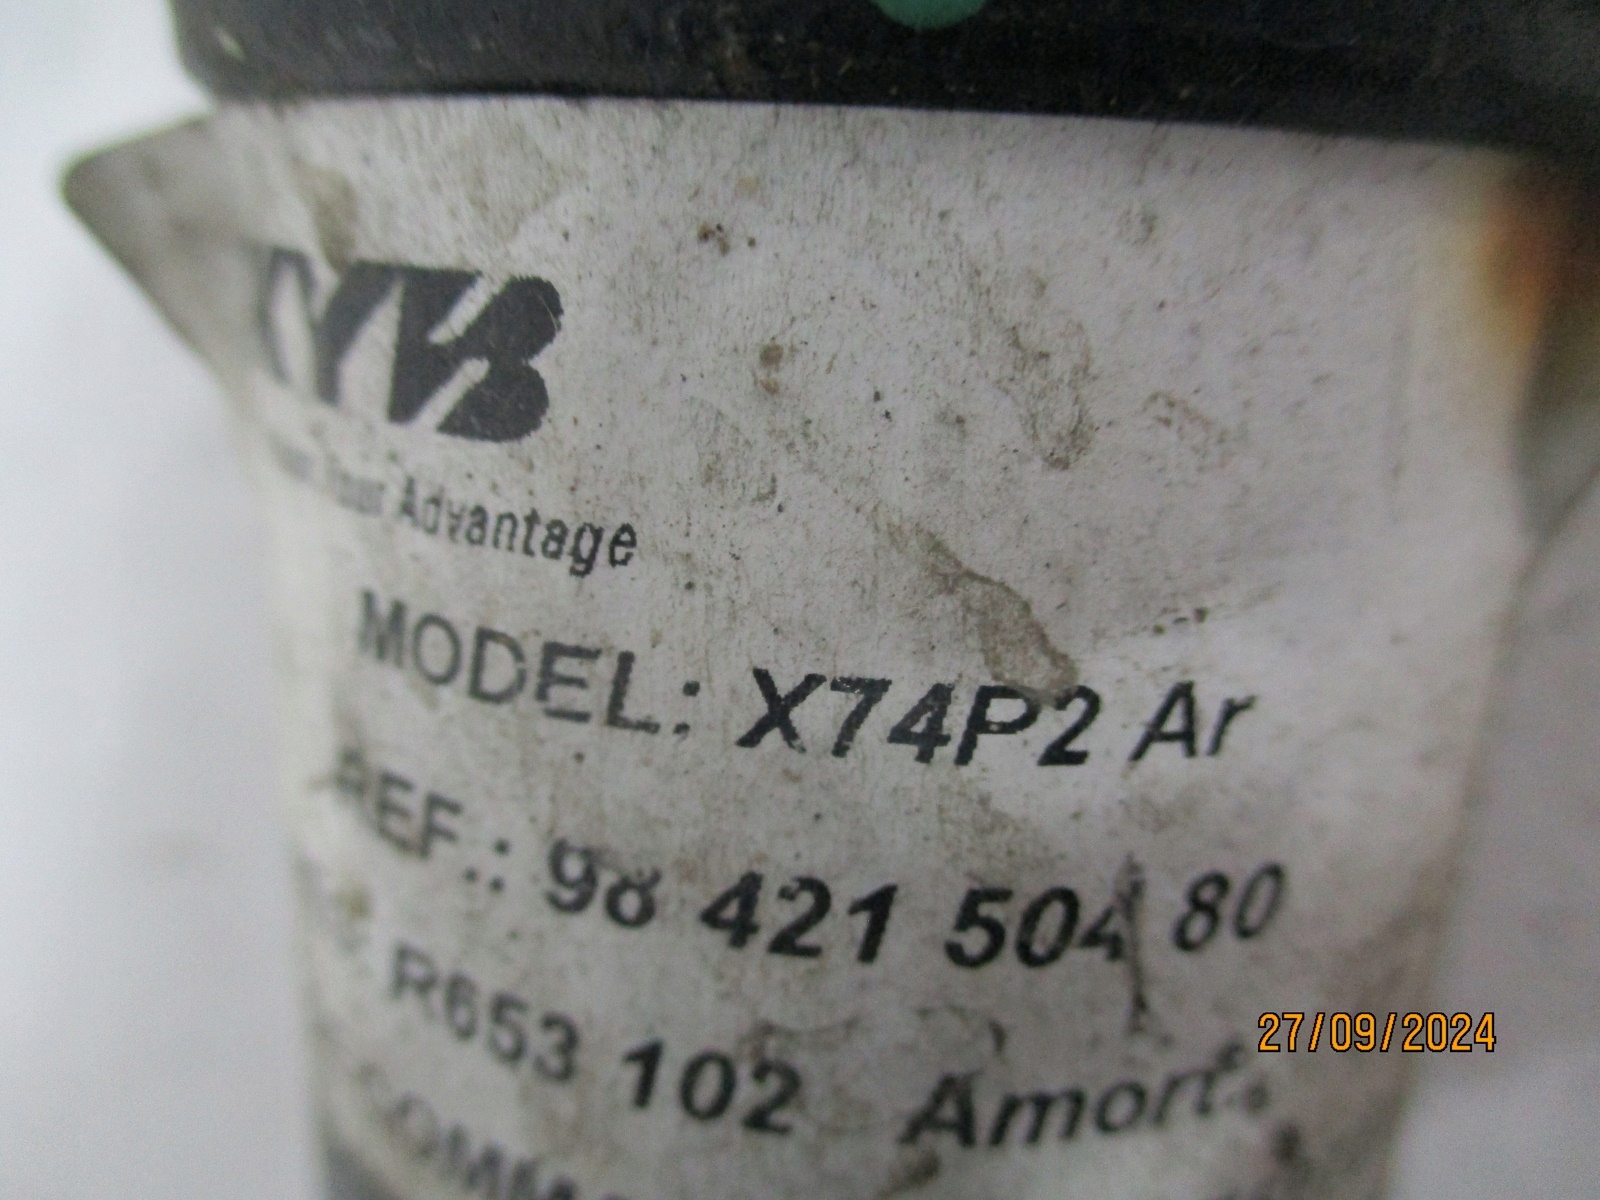 KYB
Advantage
MODEL: X74P2 Ar
REF.: 98 421 504 80
R653 102 Amort.
27/09/2024